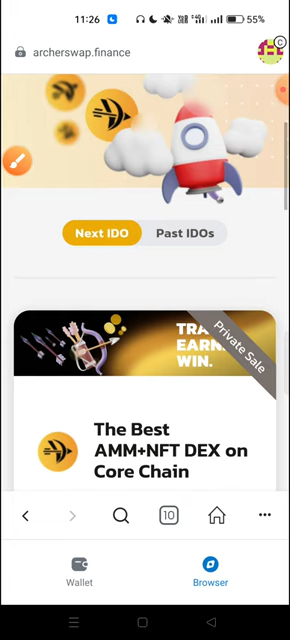 11:26
55%
archerswap.finance
C
Next IDO
Past IDOs
TRA
EARN
WIN.
Private Sale
The Best
AMM+NFT DEX on
Core Chain
10
Wallet
Browser